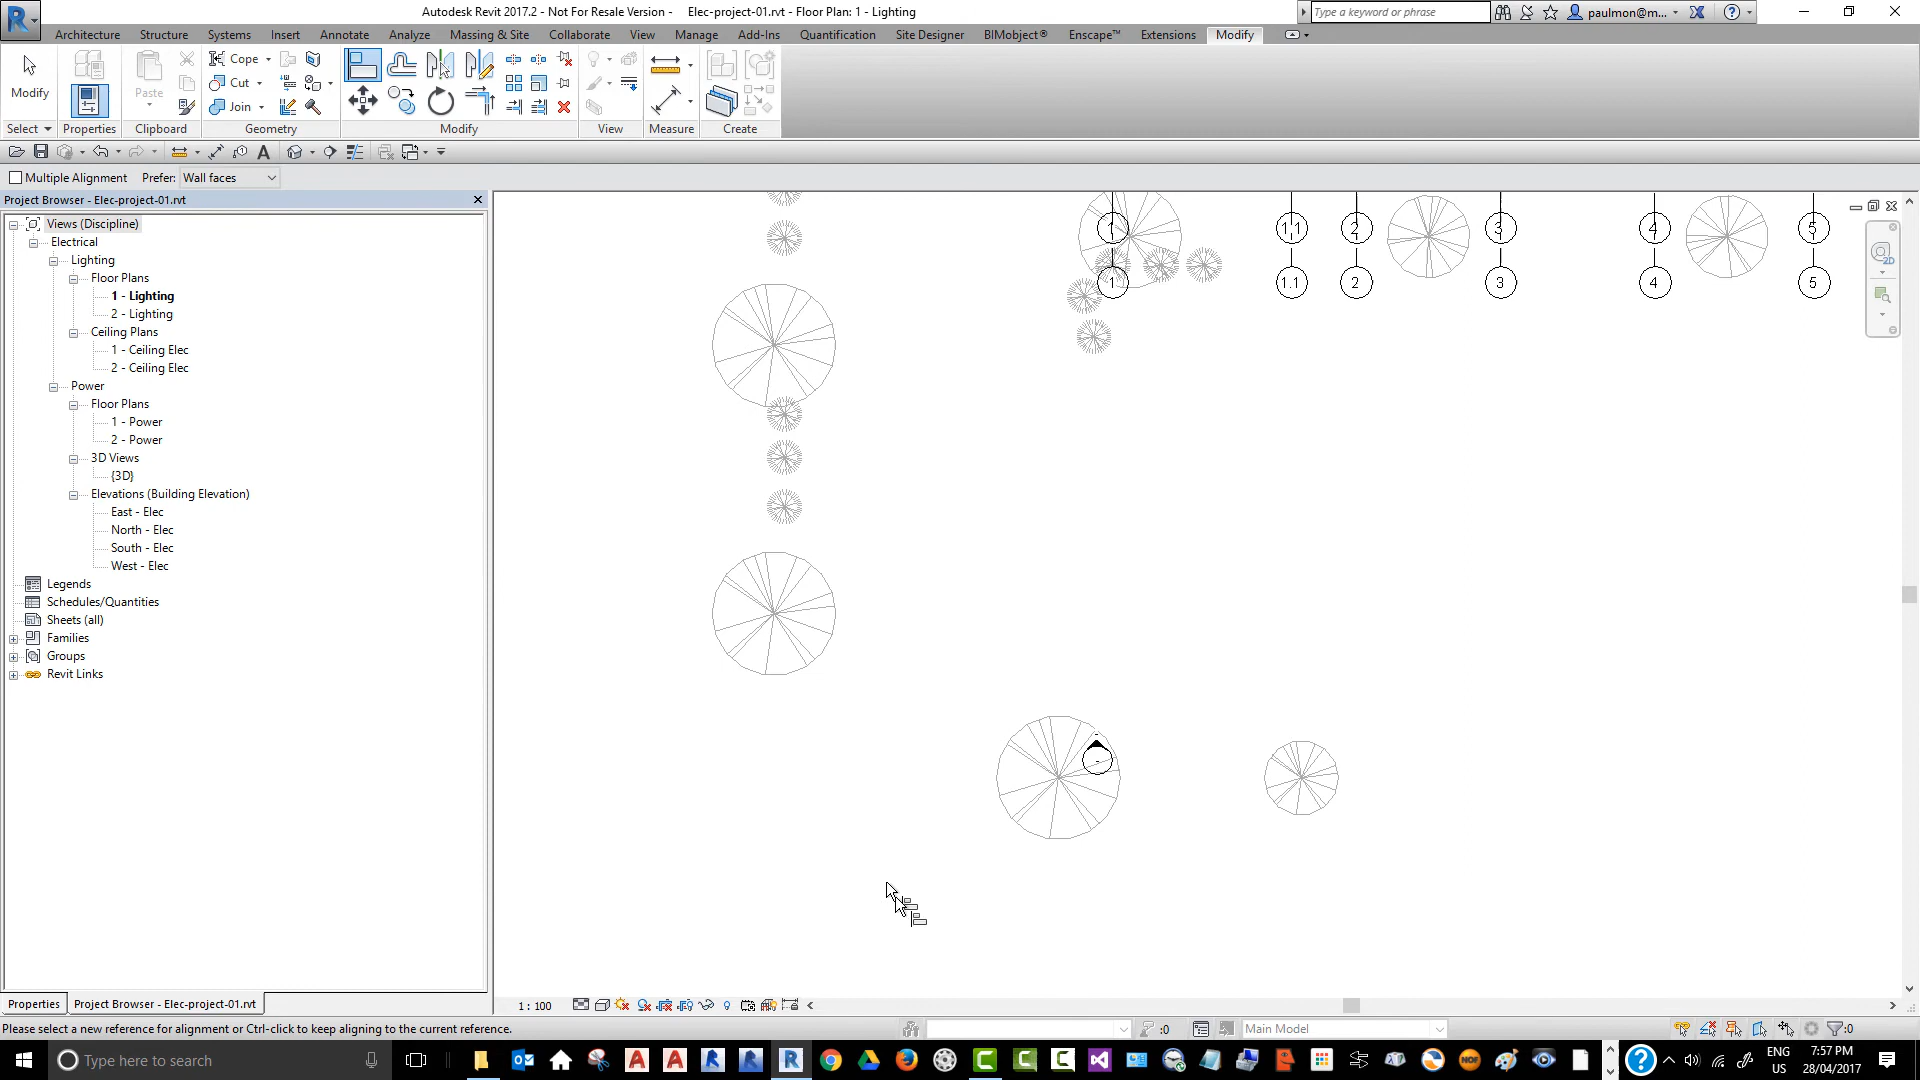 Autodesk Revit 2017.2 - Not For Resale Version -    Elec-project-01.rvt - Floor Plan: 1 - Lighting
Type a keyword or phrase
paulmon@m...
Architecture Structure Systems Insert Annotate Analyze Massing & Site Collaborate View Manage Add-Ins Quantification Site Designer BIMobject® Enscape™ Extensions Modify
Modify
Paste
Cope
Cut
Join
Select Properties Clipboard Geometry Modify View Measure Create
Multiple Alignment Prefer: Wall faces
Project Browser - Elec-project-01.rvt
Views (Discipline)
Electrical
Lighting
Floor Plans
1 - Lighting
2 - Lighting
Ceiling Plans
1 - Ceiling Elec
2 - Ceiling Elec
Power
Floor Plans
1 - Power
2 - Power
3D Views
{3D}
Elevations (Building Elevation)
East - Elec
North - Elec
South - Elec
West - Elec
Legends
Schedules/Quantities
Sheets (all)
Families
Groups
Revit Links
1 1.1 2 3 4 5
1 1.1 2 3 4 5
2D
Properties Project Browser - Elec-project-01.rvt
1 : 100
Please select a new reference for alignment or Ctrl-click to keep aligning to the current reference.
:0
Main Model
:0
Type here to search
ENG
US
7:57 PM
28/04/2017